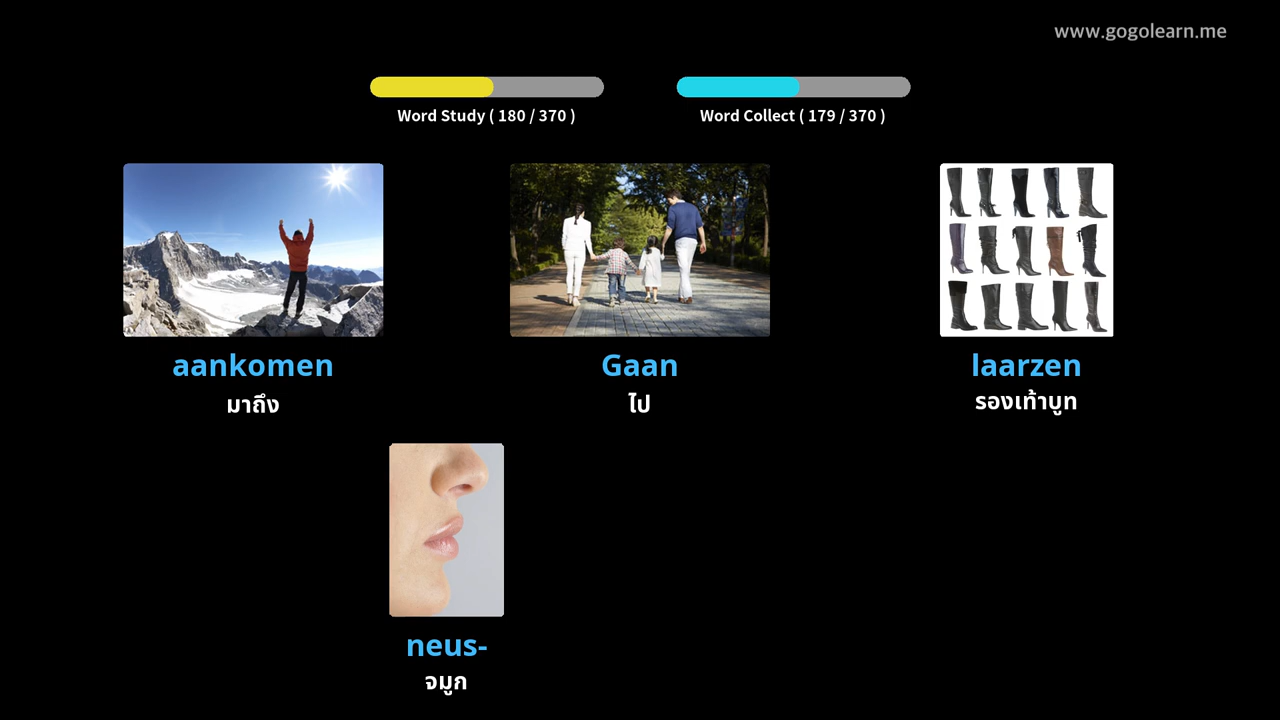 www.gogolearn.me
Word Study ( 180 / 370 )
Word Collect ( 179 / 370 )
aankomen
มาถึง
Gaan
ไป
laarzen
รองเท้าบูท
neus-
จมูก